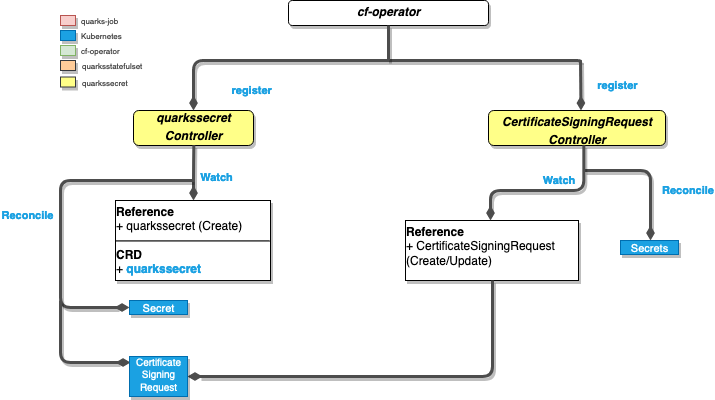 cf-operator
quarks-job
Kubernetes
cf-operator
quarksstatefulset
quarkssecret
register
register
quarkssecret
Controller
CertificateSigningRequest
Controller
Watch
Watch
Reconcile
Reconcile
Reference
+ quarkssecret (Create)
CRD
+ quarkssecret
Reference
+ CertificateSigningRequest
(Create/Update)
Secrets
Secret
Certificate
Signing
Request